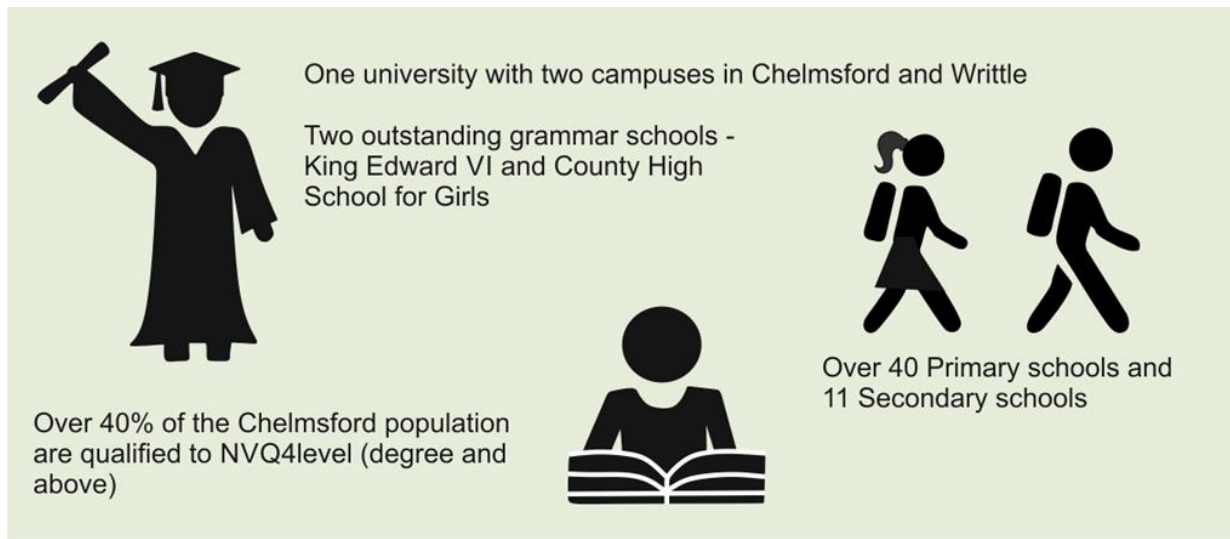 One university with two campuses in Chelmsford and Writtle
Two outstanding grammar schools -
King Edward VI and County High
School for Girls
Over 40 Primary schools and
11 Secondary schools
Over 40% of the Chelmsford population
are qualified to NVQ4level (degree and
above)